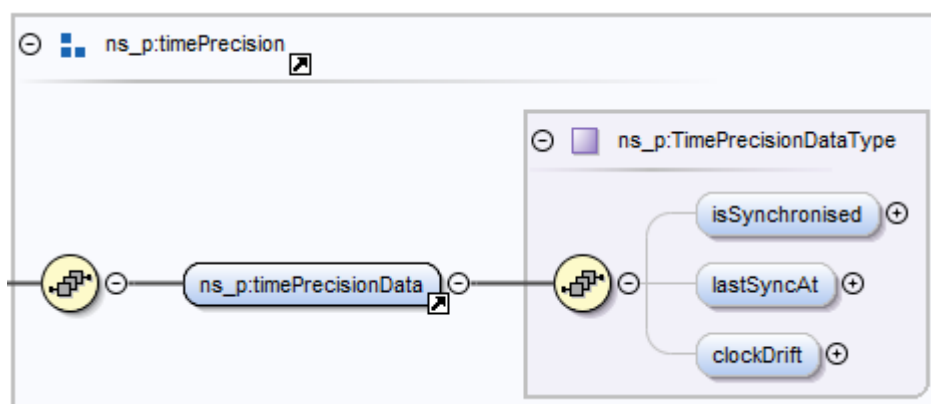 ns_p:timePrecision
ns_p:TimePrecisionDataType
isSynchronised
ns_p:timePrecisionData
lastSyncAt
clockDrift